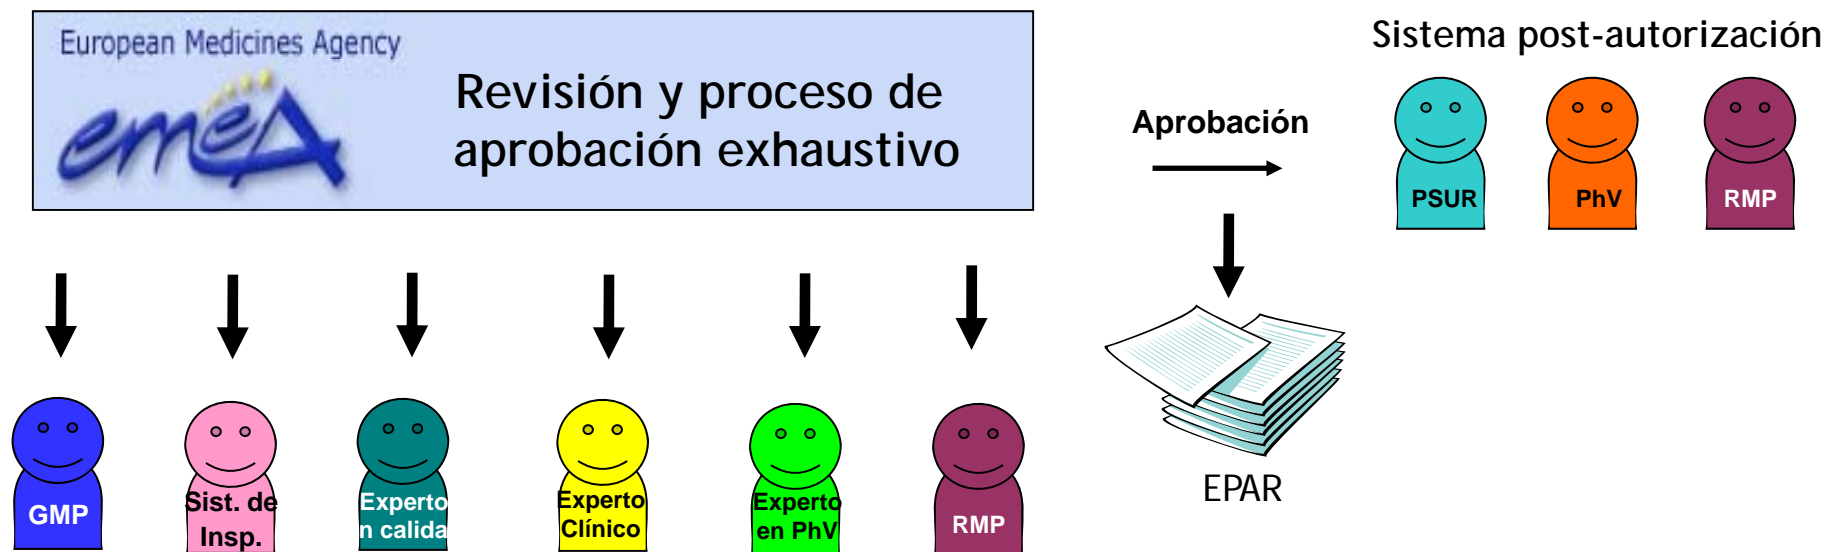 European Medicines Agency
emeA
Revisión y proceso de
aprobación exhaustivo
Aprobación
Sistema post-autorización
PSUR
PhV
RMP
GMP
Sist. de
Insp.
Experto
n calida
Experto
Clínico
Experto
en PhV
RMP
EPAR